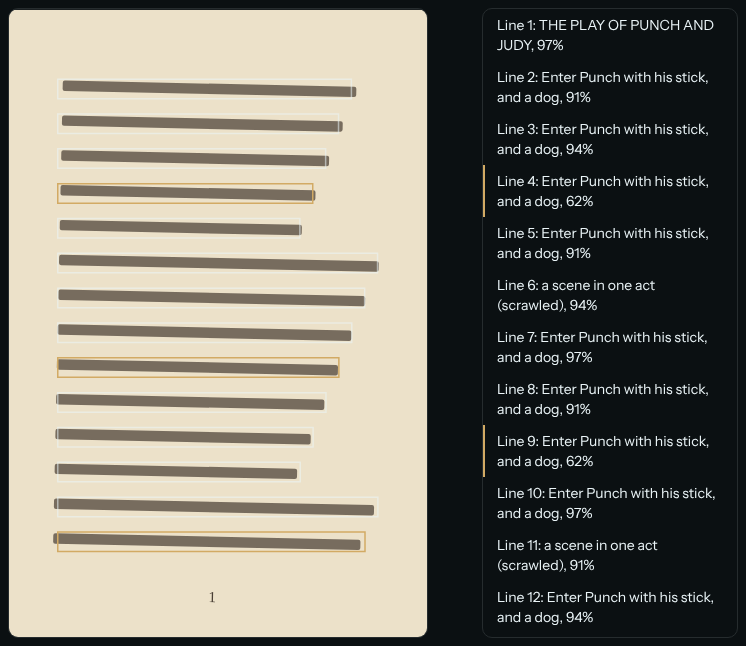 1
Line 1: THE PLAY OF PUNCH AND
JUDY, 97%
Line 2: Enter Punch with his stick,
and a dog, 91%
Line 3: Enter Punch with his stick,
and a dog, 94%
Line 4: Enter Punch with his stick,
and a dog, 62%
Line 5: Enter Punch with his stick,
and a dog, 91%
Line 6: a scene in one act
(scrawled), 94%
Line 7: Enter Punch with his stick,
and a dog, 97%
Line 8: Enter Punch with his stick,
and a dog, 91%
Line 9: Enter Punch with his stick,
and a dog, 62%
Line 10: Enter Punch with his stick,
and a dog, 97%
Line 11: a scene in one act
(scrawled), 91%
Line 12: Enter Punch with his stick,
and a dog, 94%